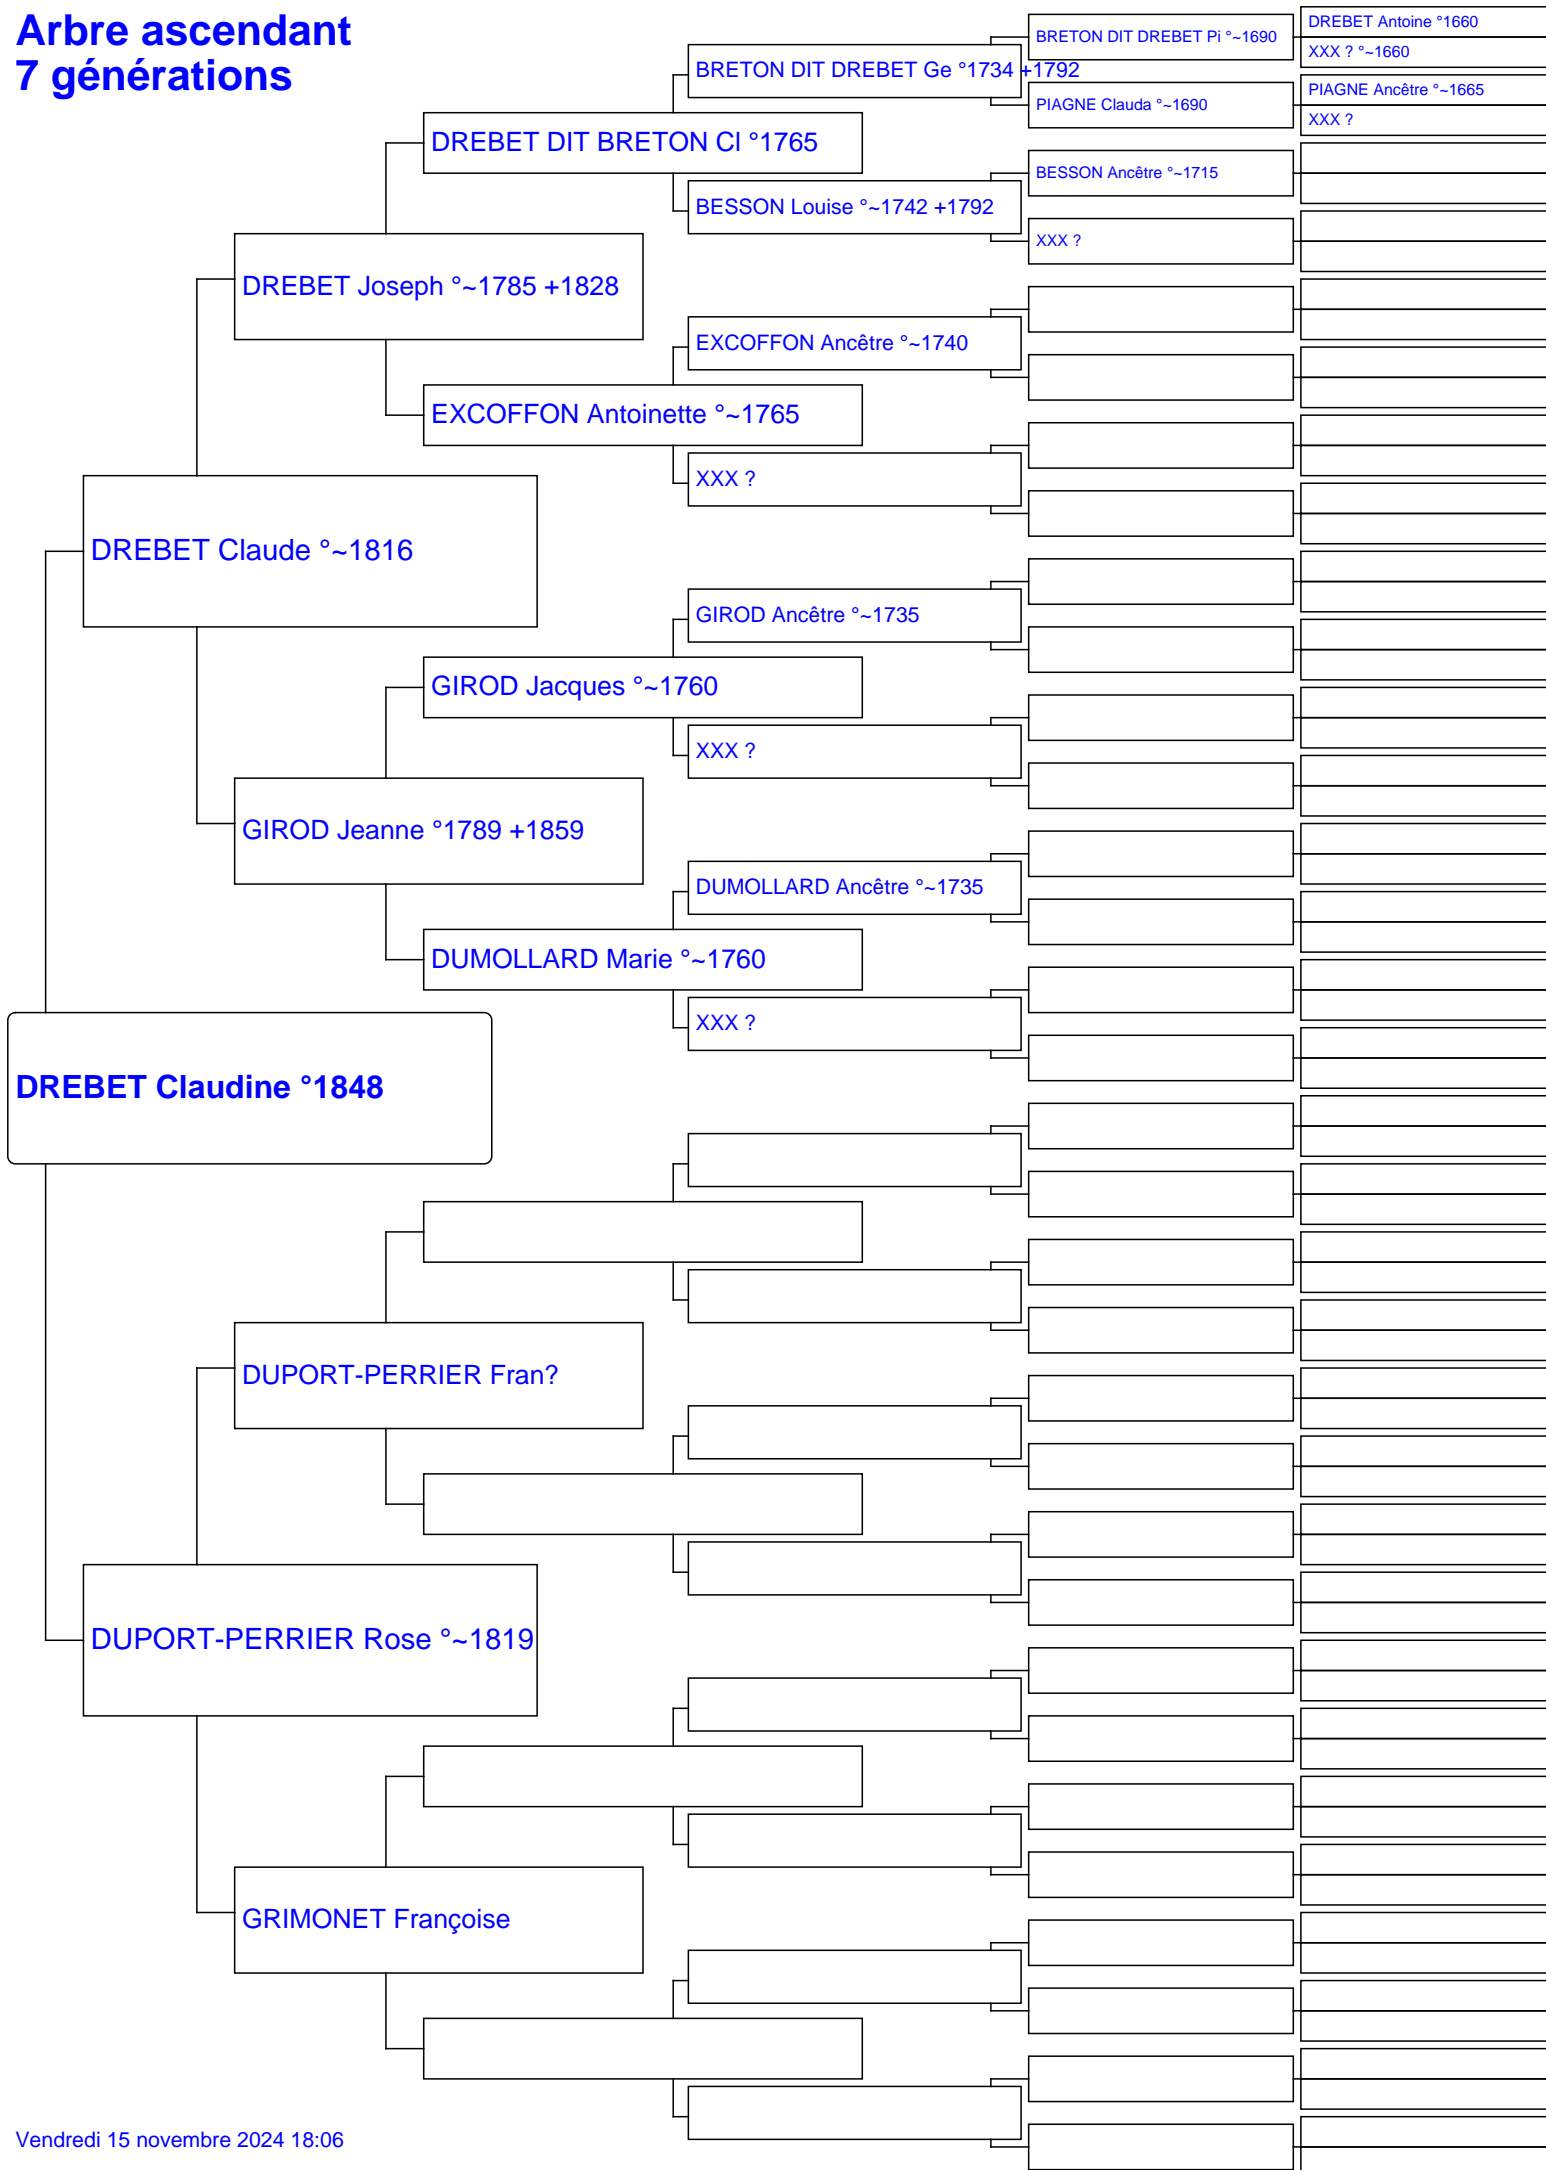 Arbre ascendant
7 générations
DREBET Antoine °1660
BRETON DIT DREBET Pi °~1690
XXX ? °~1660
BRETON DIT DREBET Ge °1734 +1792
PIAGNE Ancêtre °~1665
PIAGNE Clauda °~1690
XXX ?
DREBET DIT BRETON Cl °1765
BESSON Ancêtre °~1715
BESSON Louise °~1742 +1792
XXX ?
DREBET Joseph °~1785 +1828
EXCOFFON Ancêtre °~1740
EXCOFFON Antoinette °~1765
XXX ?
DREBET Claude °~1816
GIROD Ancêtre °~1735
GIROD Jacques °~1760
XXX ?
GIROD Jeanne °1789 +1859
DUMOLLARD Ancêtre °~1735
DUMOLLARD Marie °~1760
XXX ?
DREBET Claudine °1848
DUPORT-PERRIER Fran?
DUPORT-PERRIER Rose °~1819
GRIMONET Françoise
Vendredi 15 novembre 2024 18:06